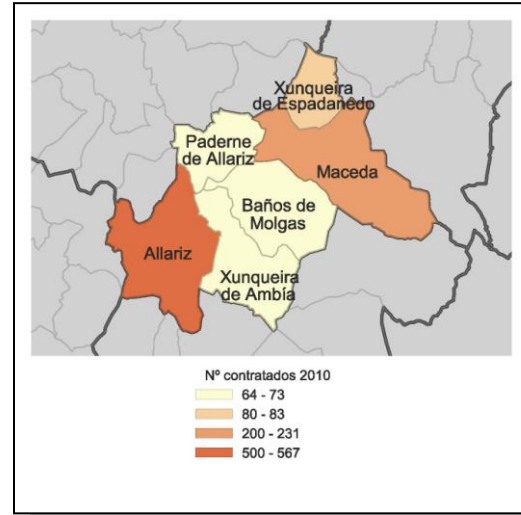 Xunqueira
de Espadanedo
Paderne
de Allariz
Maceda
Baños de
Molgas
Allariz
Xunqueira
de Ambía
Nº contratados 2010
64 - 73
80 - 83
200 - 231
500 - 567